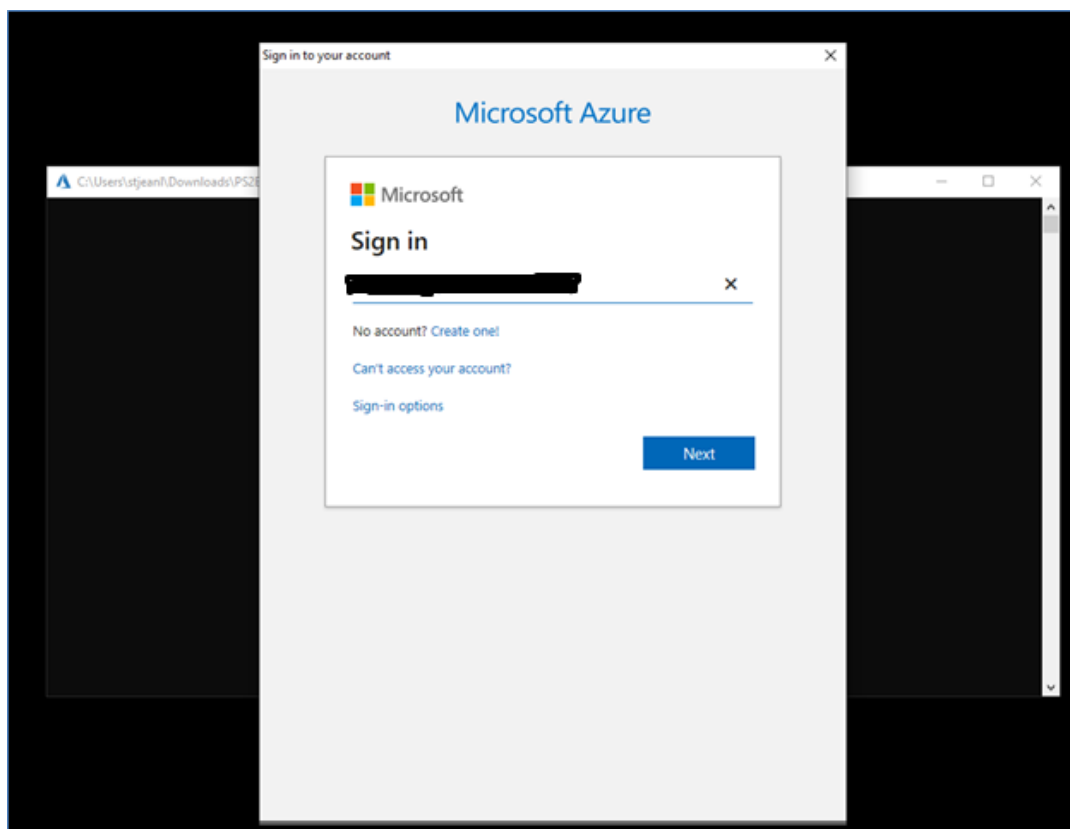 Sign in to your account
Microsoft Azure
C:\Users\stjeanl\Downloads\PS2E
Microsoft
Sign in
No account? Create one!
Can't access your account?
Sign-in options
Next